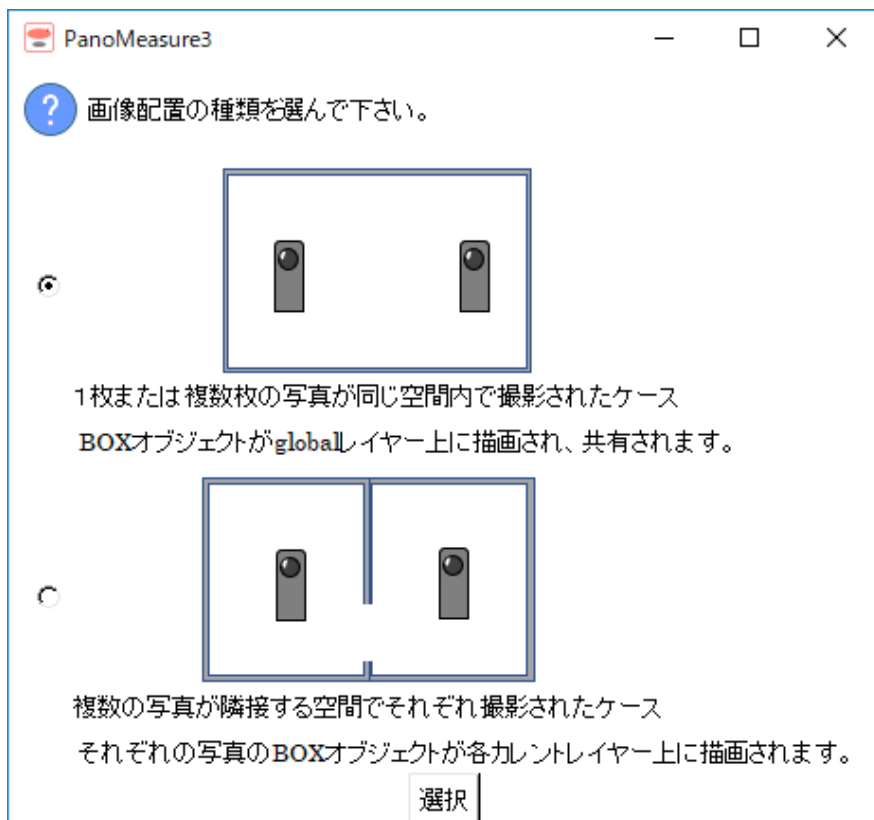 PanoMeasure3
画像配置の種類を選んで下さい。
１枚または複数枚の写真が同じ空間内で撮影されたケース
BOXオブジェクトがglobalレイヤー上に描画され、共有されます。
複数の写真が隣接する空間でそれぞれ撮影されたケース
それぞれの写真のBOXオブジェクトが各カレントレイヤー上に描画されます。
選択